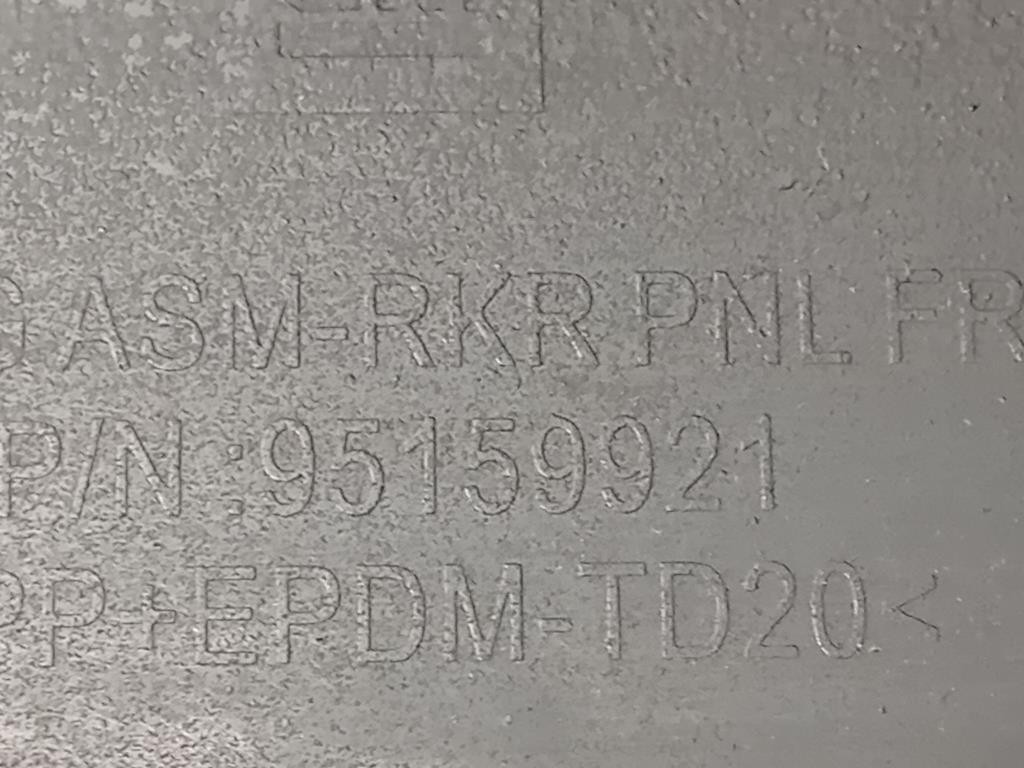 G ASM-RKR PNL FR
P/N :95159921
PP+EPDM-TD20<